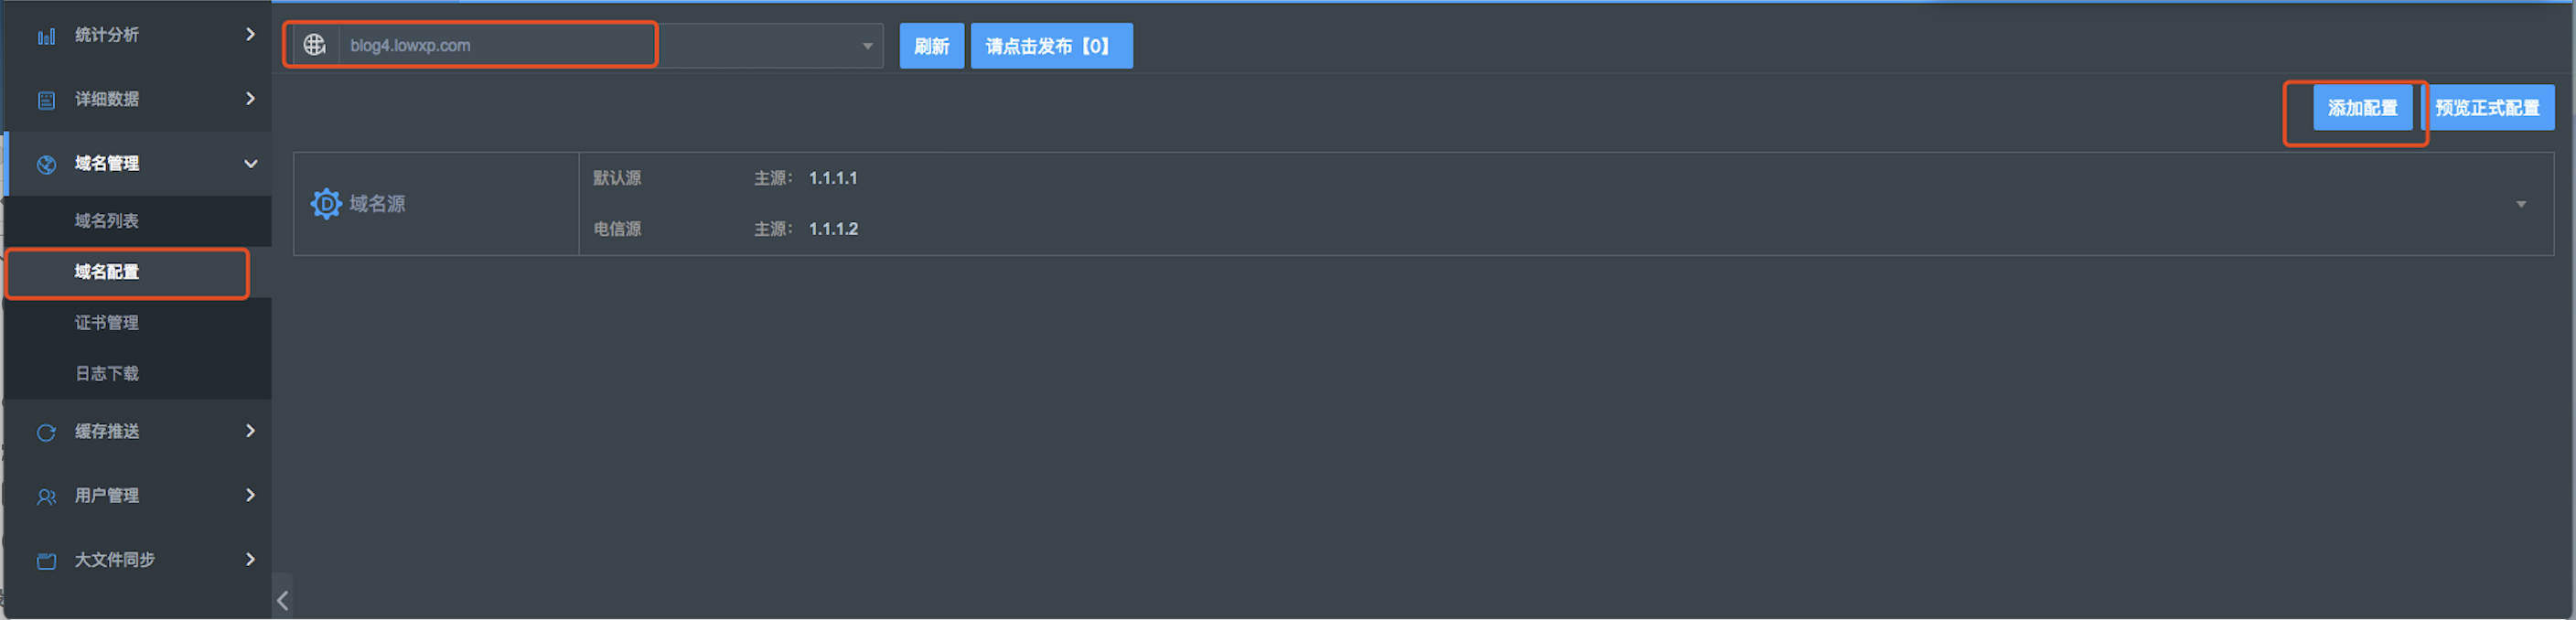 统计分析
详细数据
域名管理
域名列表
域名配置
证书管理
日志下载
缓存推送
用户管理
大文件同步
blog4.lowxp.com
刷新
请点击发布【0】
添加配置
预览正式配置
域名源
默认源 主源： 1.1.1.1
电信源 主源： 1.1.1.2